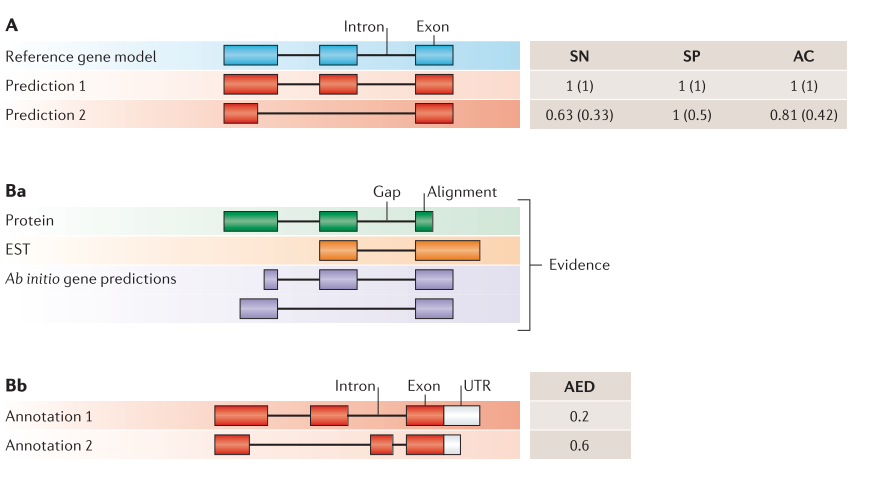 A
Intron Exon
Reference gene model
SN SP AC
Prediction 1 1 (1) 1 (1) 1 (1)
Prediction 2 0.63 (0.33) 1 (0.5) 0.81 (0.42)
Ba
Gap Alignment
Protein
EST
Evidence
Ab initio gene predictions
Bb
Intron Exon UTR
AED
Annotation 1 0.2
Annotation 2 0.6